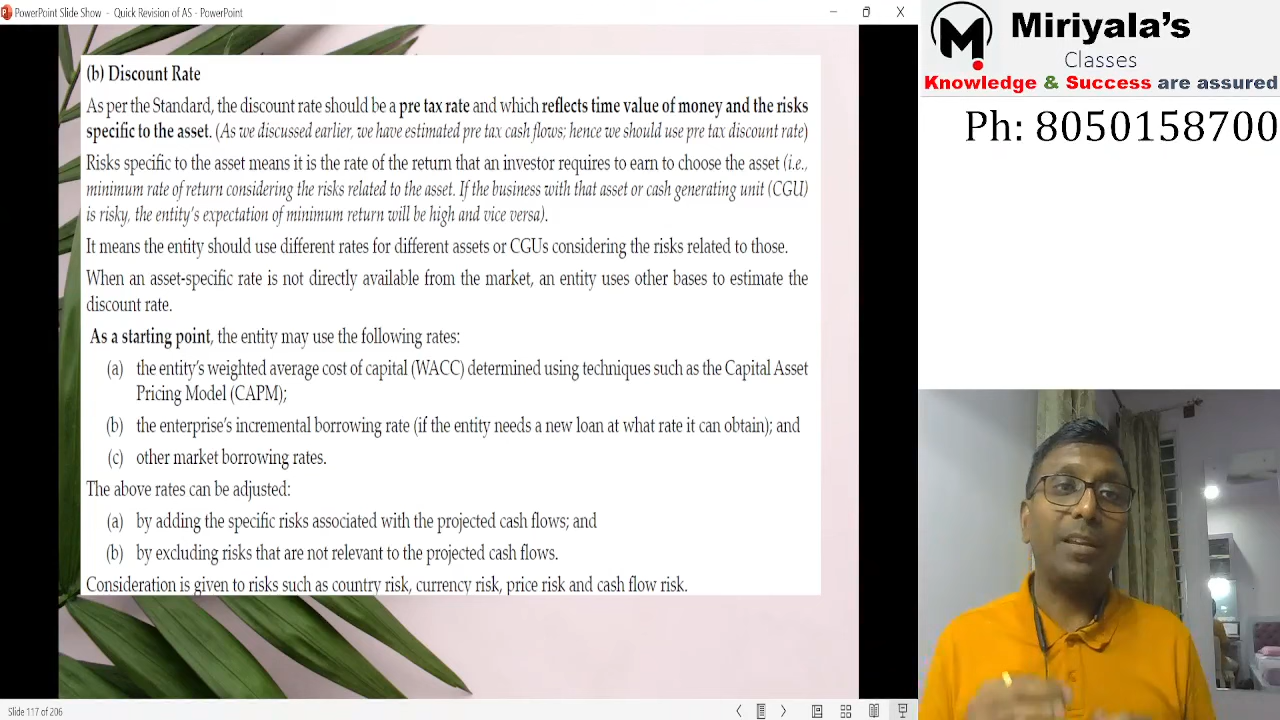 PowerPoint Slide Show - Quick Revision of AS - PowerPoint
(b) Discount Rate
As per the Standard, the discount rate should be a pre tax rate and which reflects time value of money and the risks
specific to the asset. (As we discussed earlier, we have estimated pre tax cash flows; hence we should use pre tax discount rate)
Risks specific to the asset means it is the rate of the return that an investor requires to earn to choose the asset (i.e.,
minimum rate of return considering the risks related to the asset. If the business with that asset or cash generating unit (CGU)
is risky, the entity's expectation of minimum return will be high and vice versa).
It means the entity should use different rates for different assets or CGUs considering the risks related to those.
When an asset-specific rate is not directly available from the market, an entity uses other bases to estimate the
discount rate.
As a starting point, the entity may use the following rates:
(a) the entity's weighted average cost of capital (WACC) determined using techniques such as the Capital Asset
Pricing Model (CAPM);
(b) the enterprise's incremental borrowing rate (if the entity needs a new loan at what rate it can obtain); and
(c) other market borrowing rates.
The above rates can be adjusted:
(a) by adding the specific risks associated with the projected cash flows; and
(b) by excluding risks that are not relevant to the projected cash flows.
Consideration is given to risks such as country risk, currency risk, price risk and cash flow risk.
Slide 117 of 206
M
Miriyala's
Classes
Knowledge & Success are assured
Ph: 8050158700